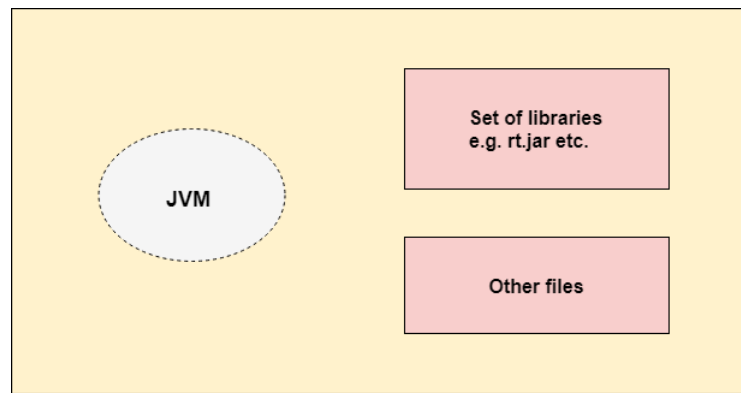 JVM
Set of libraries
e.g. rt.jar etc.
Other files